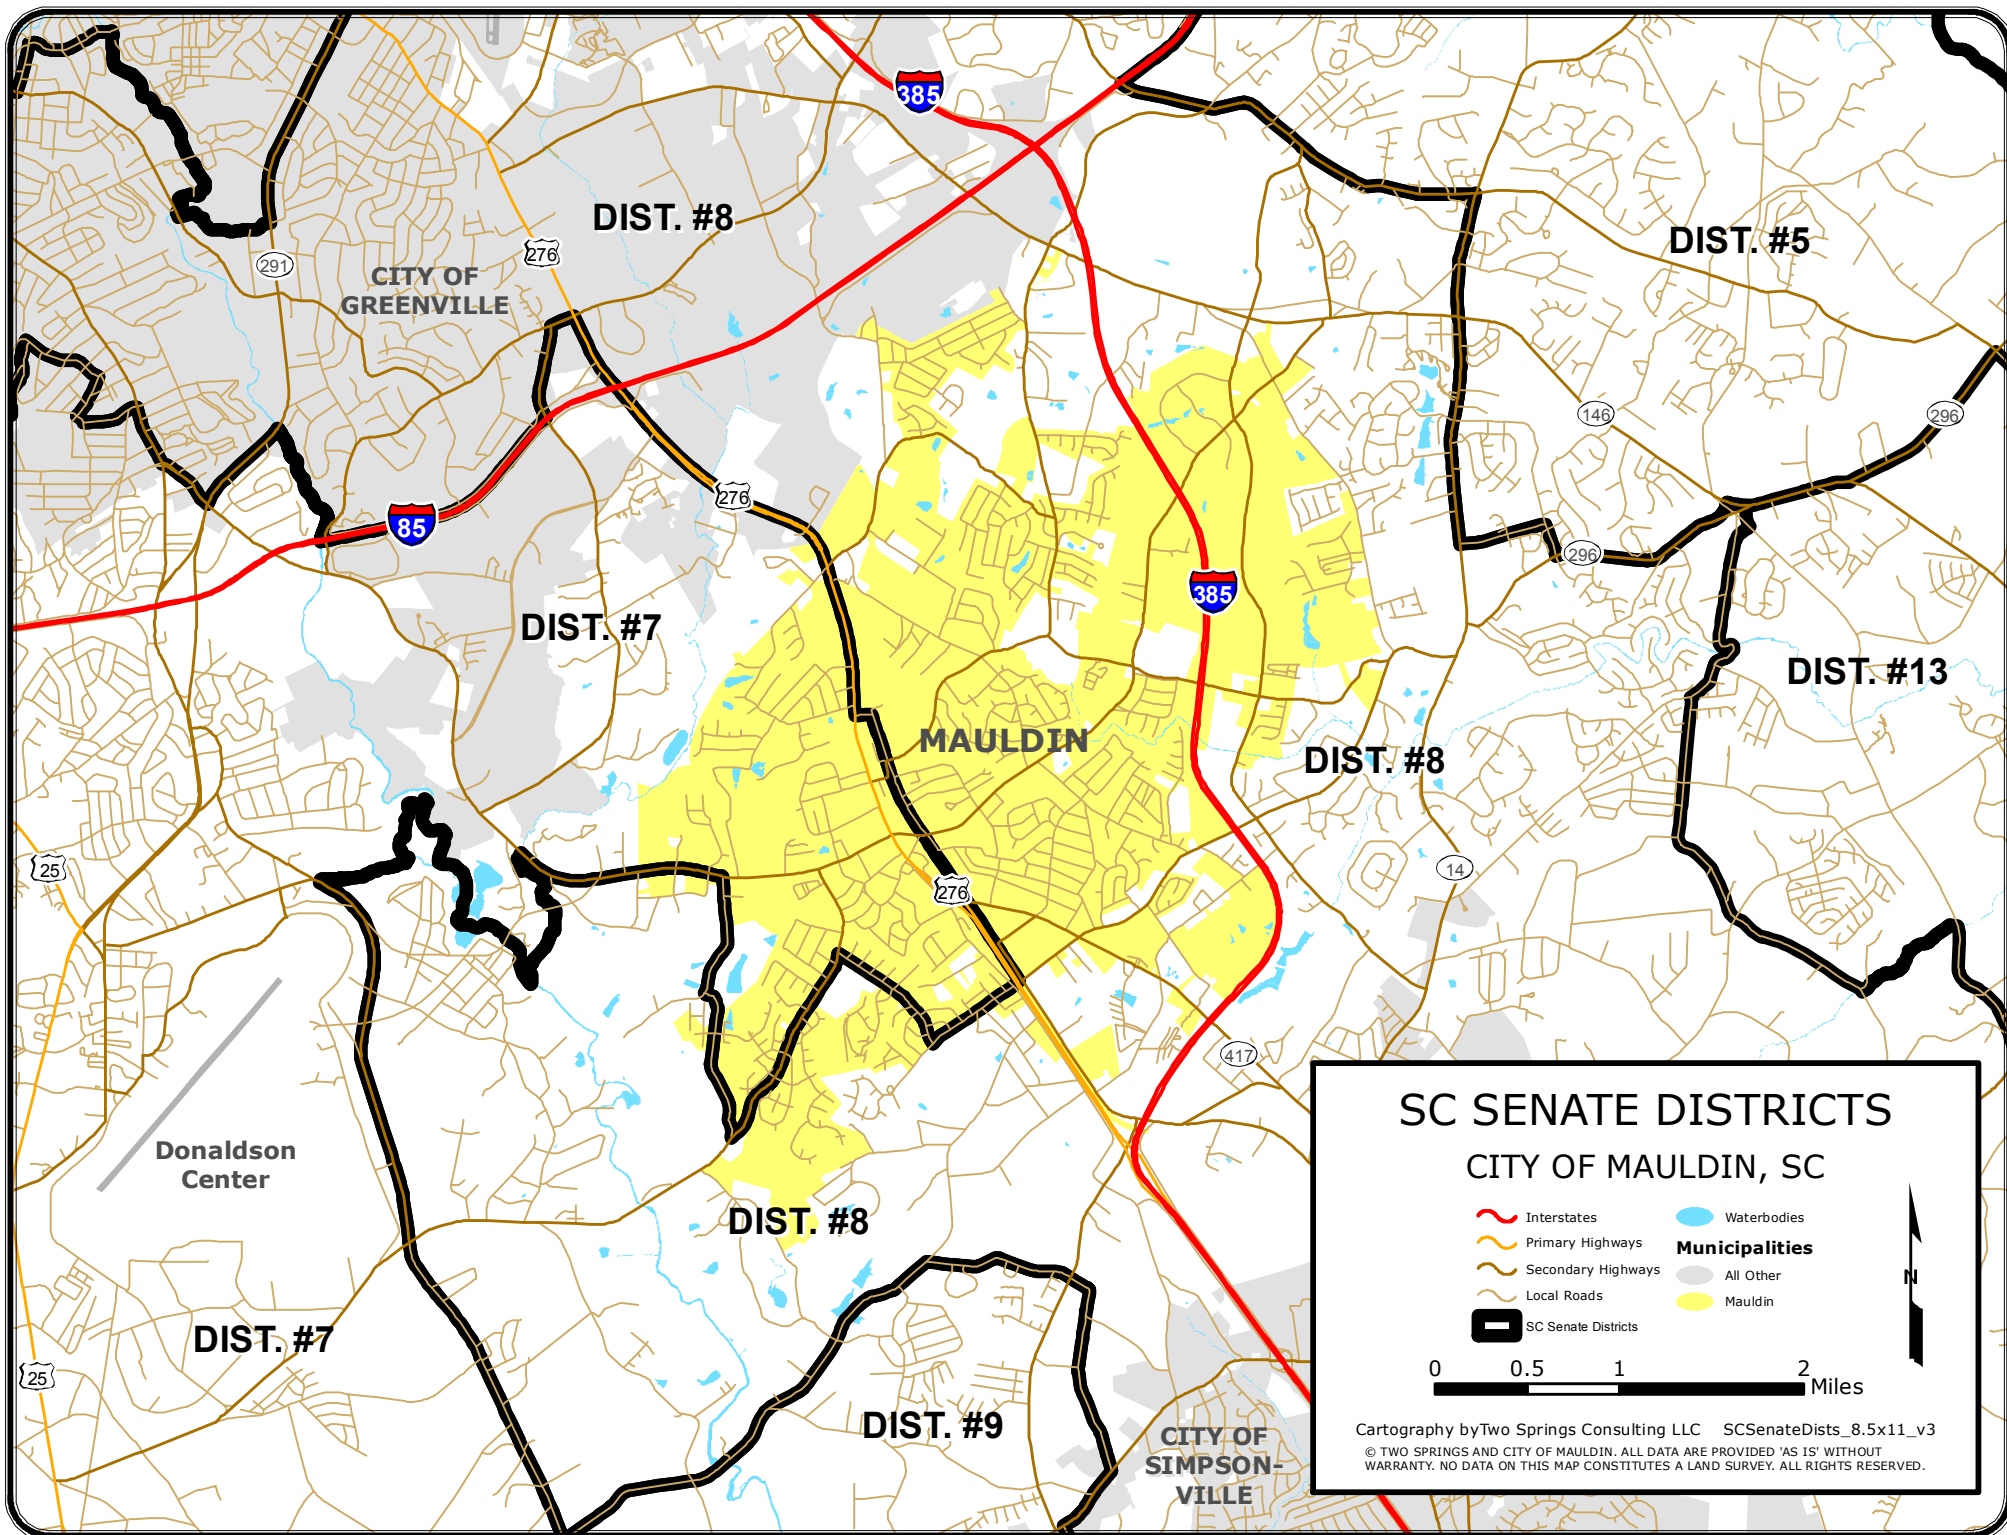 385
DIST. #8
DIST. #5
276
291
CITY OF
GREENVILLE
146
296
276
85
296
385
DIST. #7
DIST. #13
MAULDIN
DIST. #8
25
14
276
417
Donaldson
Center
DIST. #8
DIST. #7
25
DIST. #9
CITY OF
SIMPSON-
VILLE
SC SENATE DISTRICTS
CITY OF MAULDIN, SC
Interstates
Primary Highways
Secondary Highways
Local Roads
SC Senate Districts
Waterbodies
Municipalities
All Other
Mauldin
N
0 0.5 1 2
Miles
Cartography byTwo Springs Consulting LLC SCSenateDists_8.5x11_v3
© TWO SPRINGS AND CITY OF MAULDIN. ALL DATA ARE PROVIDED 'AS IS' WITHOUT
WARRANTY. NO DATA ON THIS MAP CONSTITUTES A LAND SURVEY. ALL RIGHTS RESERVED.